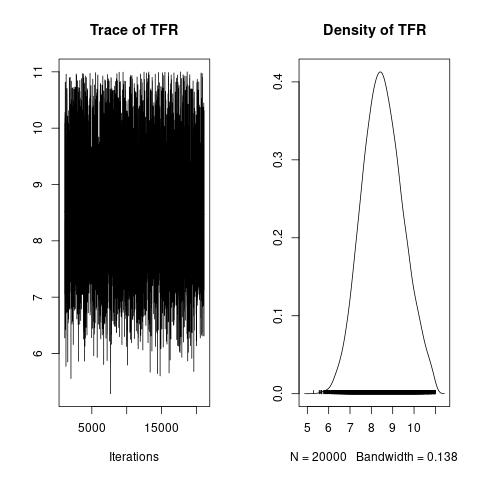 Trace of TFR
11
10
9
8
7
6
5000
15000
Iterations
Density of TFR
0.4
0.3
0.2
0.1
0.0
5 6 7 8 9 10
N = 20000 Bandwidth = 0.138